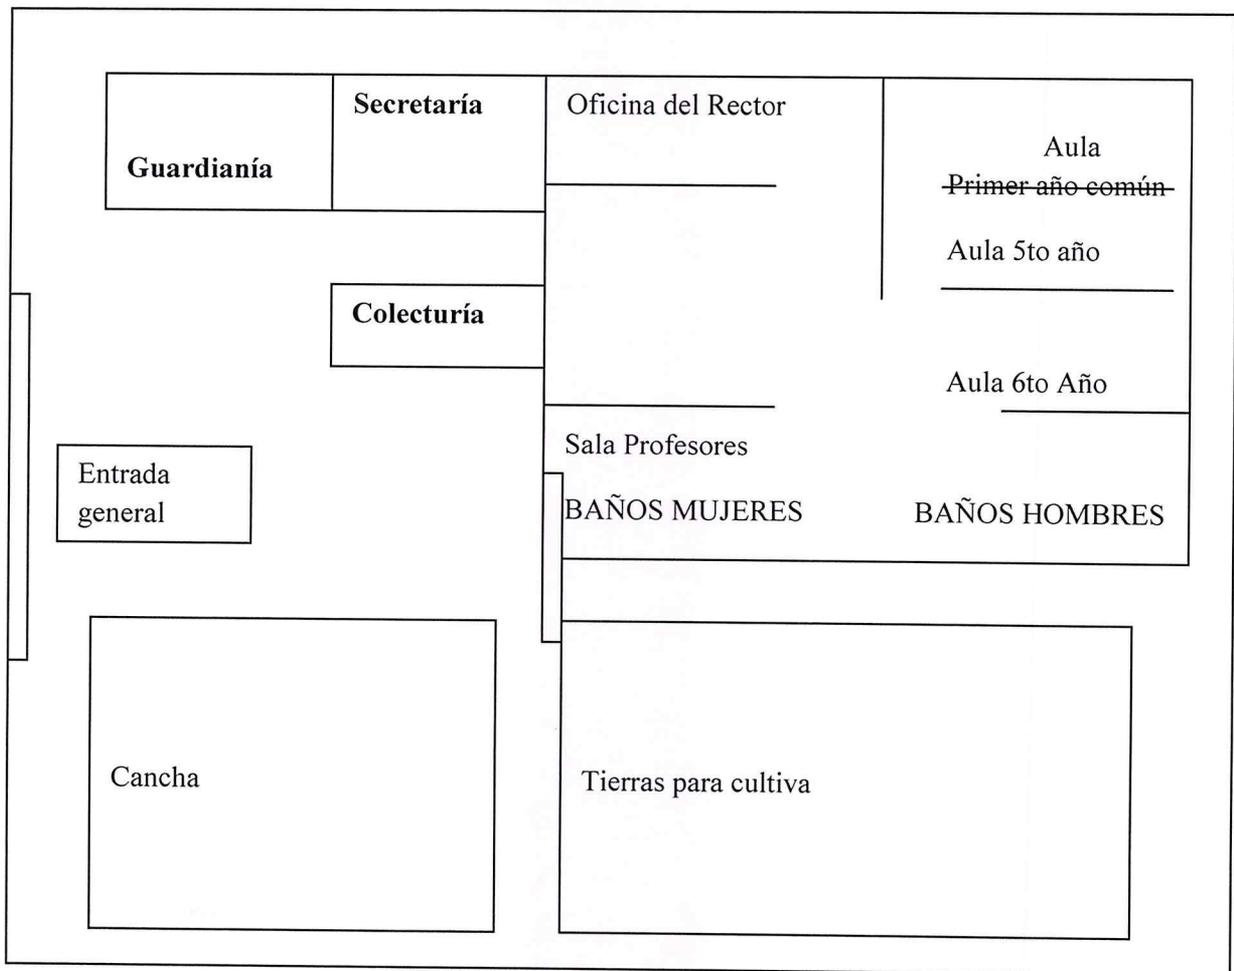 Secretaría
Oficina del Rector
Guardianía
Aula
Primer año común
Aula 5to año
Colecturía
Aula 6to Año
Sala Profesores
Entrada
general
BAÑOS MUJERES
BAÑOS HOMBRES
Cancha
Tierras para cultiva